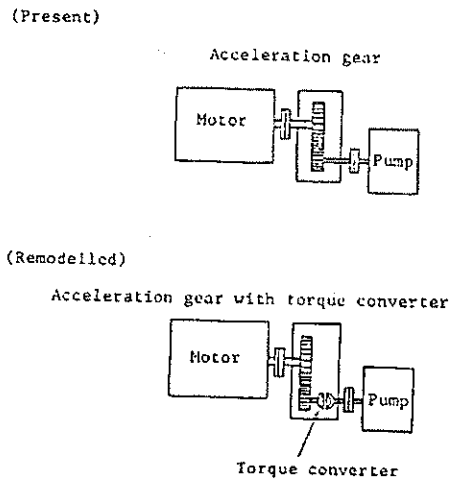 (Present)
Acceleration gear
Motor
Pump
(Remodelled)
Acceleration gear with torque converter
Motor
Pump
Torque converter